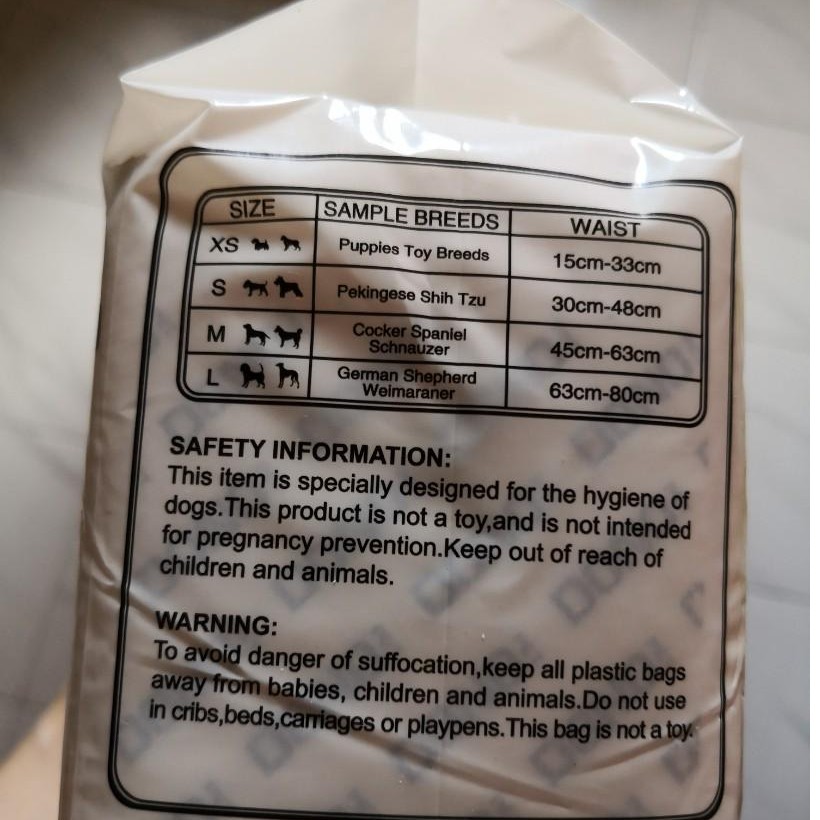 SIZE SAMPLE BREEDS WAIST
XS Puppies Toy Breeds 15cm-33cm
S Pekingese Shih Tzu 30cm-48cm
M Cocker Spaniel Schnauzer 45cm-63cm
L German Shepherd Weimaraner 63cm-80cm
SAFETY INFORMATION:
This item is specially designed for the hygiene of
dogs.This product is not a toy,and is not intended
for pregnancy prevention.Keep out of reach of
children and animals.
WARNING:
To avoid danger of suffocation,keep all plastic bags
away from babies, children and animals.Do not use
in cribs,beds,carriages or playpens.This bag is not a toy.